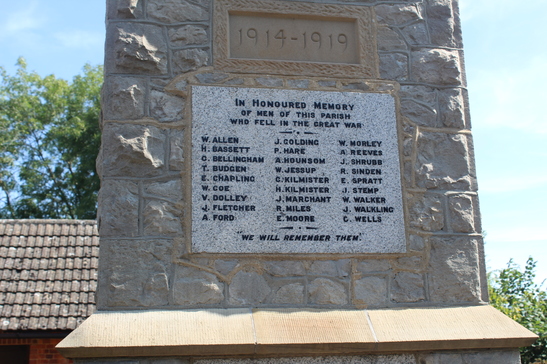 1914-1919
IN HONOURED MEMORY
OF MEN OF THIS PARISH
WHO FELL IN THE GREAT WAR
W. ALLEN
H. BASSETT
C. BELLINGHAM
T. BUDGEN
E. CHAPLING
W. COE
V. DOLLEY
J. FLETCHER
A. FORD
J. GOLDING
P. HARE
A. HOUNSOM
W. JESSUP
C. KILMISTER
H. KILMISTER
J. MARCHANT
R. MILES
E. MOORE
W. MORLEY
A. REEVES
J. SHRUBB
R. SINDEN
E. SPRATT
J. STEMP
W. WALKER
J. WALKLING
C. WELLS
"WE WILL REMEMBER THEM."